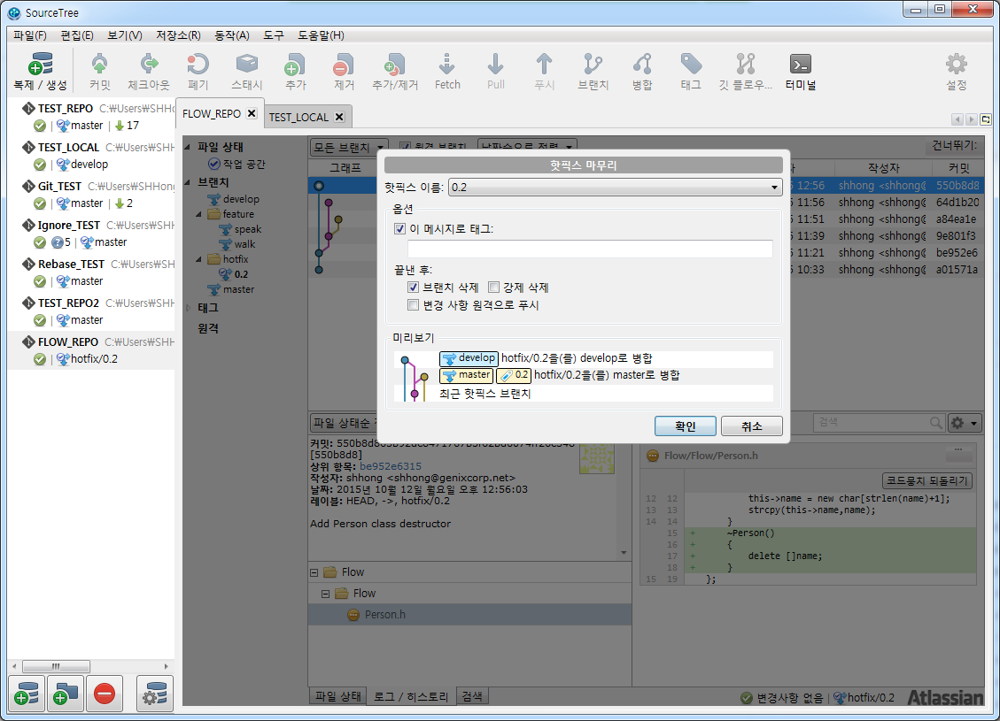 SourceTree
파일(F) 편집(E) 보기(V) 저장소(R) 동작(A) 도구 도움말(H)
복제 / 생성 커밋 체크아웃 폐기 스태시 추가 제거 추가/제거 Fetch Pull 푸시 브랜치 병합 태그 깃 플로우... 터미널 설정
TEST_REPO C:₩Users₩SHHo
master 17
TEST_LOCAL C:₩Users₩SH
develop
Git_TEST C:₩Users₩SHHong
master 2
Ignore_TEST C:₩Users₩SHH
5 master
Rebase_TEST C:₩Users₩SH
master
TEST_REPO2 C:₩Users₩SHH
master
FLOW_REPO C:₩Users₩SHH
hotfix/0.2
FLOW_REPO TEST_LOCAL
파일 상태
작업 공간
브랜치
develop
feature
speak
walk
hotfix
0.2
master
태그
원격
모든 브랜치 원격 브랜치 날짜순으로 정렬 건너뛰기:
그래프 작성자 커밋
12:56 shhong <shhong@ 550b8d8
11:56 shhong <shhong@ 64d1b20
11:51 shhong <shhong@ a84ea1e
11:39 shhong <shhong@ 9e801f3
11:21 shhong <shhong@ be952e6
10:33 shhong <shhong@ a01571a
핫픽스 마무리
핫픽스 이름: 0.2
옵션
이 메시지로 태그:
끝낸 후:
브랜치 삭제 강제 삭제
변경 사항 원격으로 푸시
미리보기
develop hotfix/0.2을(를) develop로 병합
master 0.2 hotfix/0.2을(를) master로 병합
최근 핫픽스 브랜치
확인 취소
파일 상태순 검색
커밋:
[550b8d8]
상위 항목: be952e6315
작성자: shhong <shhong@genixcorp.net>
날짜: 2015년 10월 12일 월요일 오후 12:56:03
레이블: HEAD, ->, hotfix/0.2
Add Person class destructor
Flow
Flow
Person.h
Flow/Flow/Person.h ...
코드뭉치 되돌리기
12 12 this->name = new char[strlen(name)+1];
13 13 strcpy(this->name,name);
14 14 }
15 + ~Person()
16 + {
17 + delete []name;
18 + }
15 19 };
파일 상태 로그 / 히스토리 검색
변경사항 없음 hotfix/0.2 Atlassian